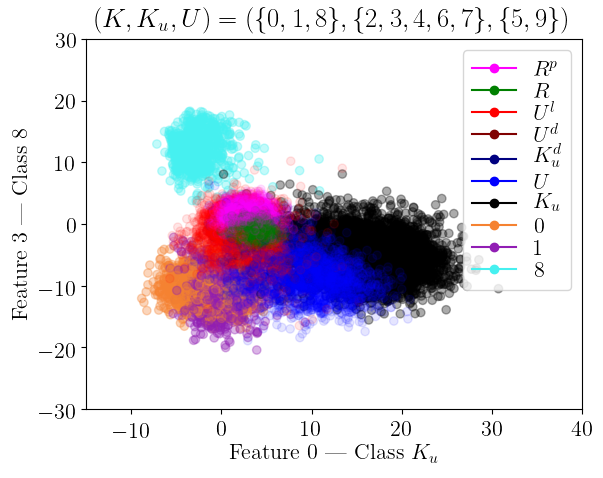 (K, K_u, U) = ({0, 1, 8}, {2, 3, 4, 6, 7}, {5, 9})
30
20
10
0
−10
−20
−30
Feature 3 — Class 8
R^p
R
U^l
U^d
K_u^d
U
K_u
0
1
8
−10
0
10
20
30
40
Feature 0 — Class K_u